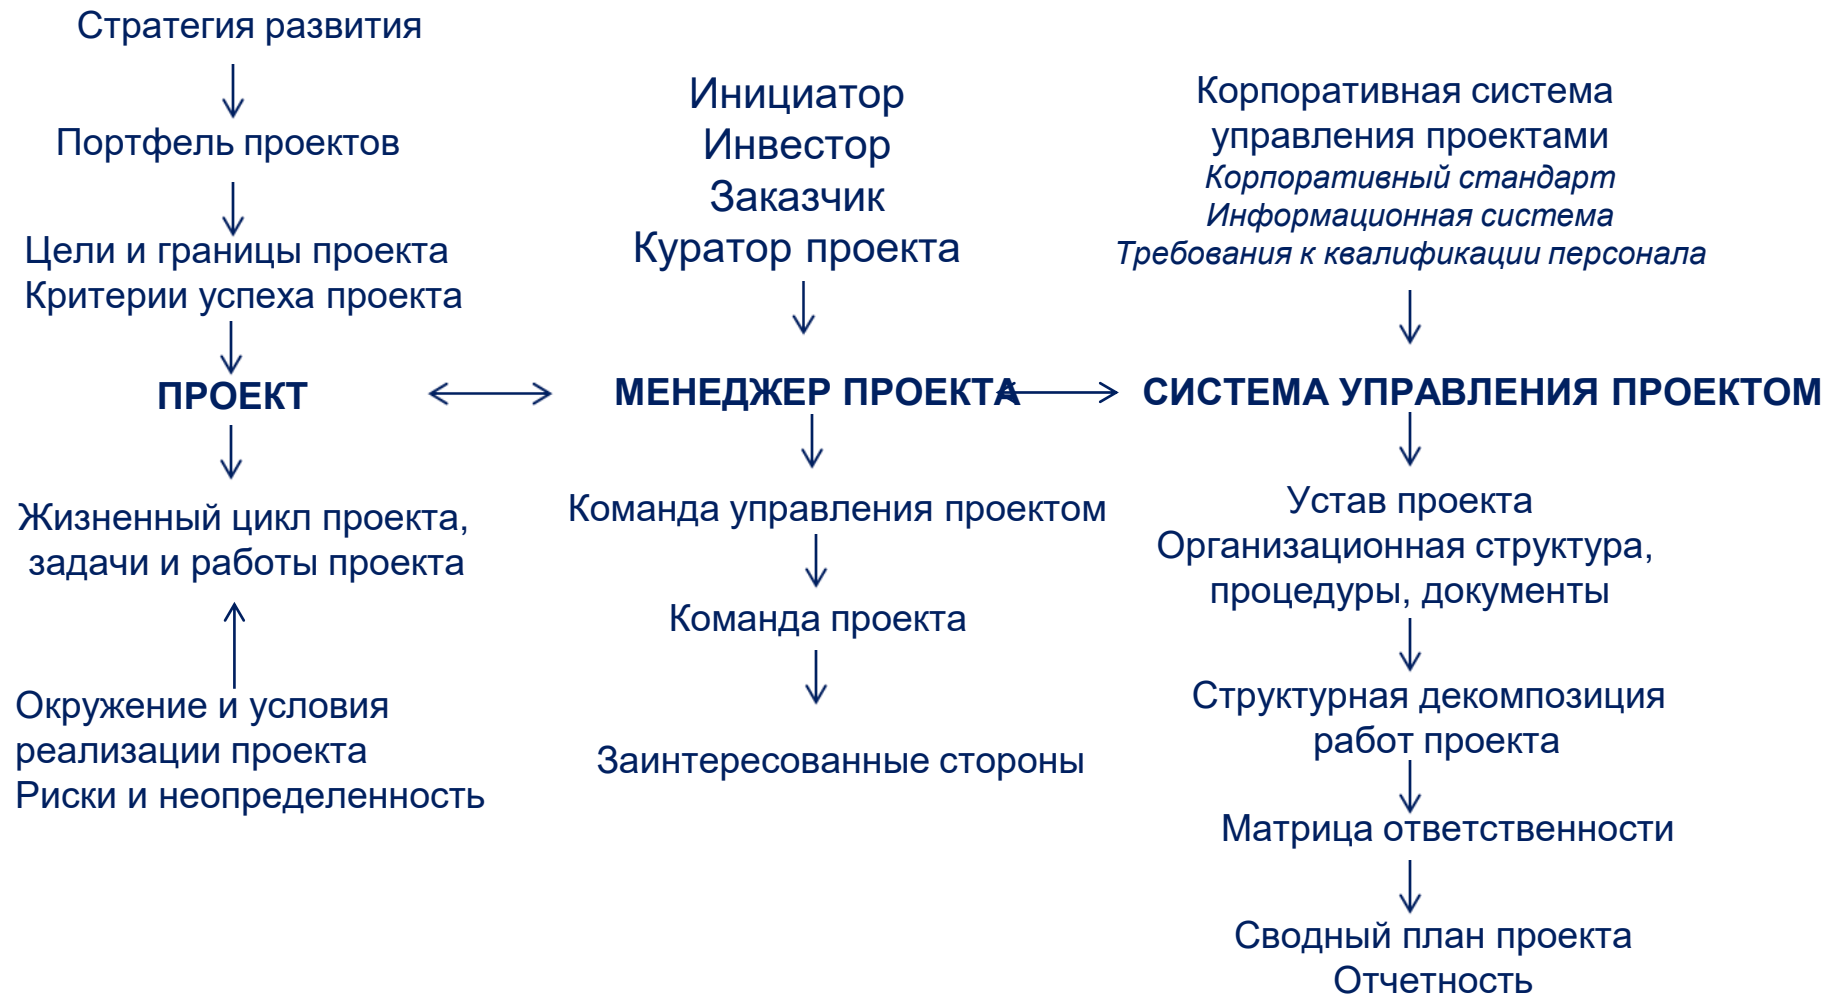 Стратегия развития
Портфель проектов
Цели и границы проекта
Критерии успеха проекта
ПРОЕКТ
Жизненный цикл проекта,
задачи и работы проекта
Окружение и условия
реализации проекта
Риски и неопределенность
Инициатор
Инвестор
Заказчик
Куратор проекта
МЕНЕДЖЕР ПРОЕКТА
Команда управления проектом
Команда проекта
Заинтересованные стороны
Корпоративная система
управления проектами
Корпоративный стандарт
Информационная система
Требования к квалификации персонала
СИСТЕМА УПРАВЛЕНИЯ ПРОЕКТОМ
Устав проекта
Организационная структура,
процедуры, документы
Структурная декомпозиция
работ проекта
Матрица ответственности
Сводный план проекта
Отчетность